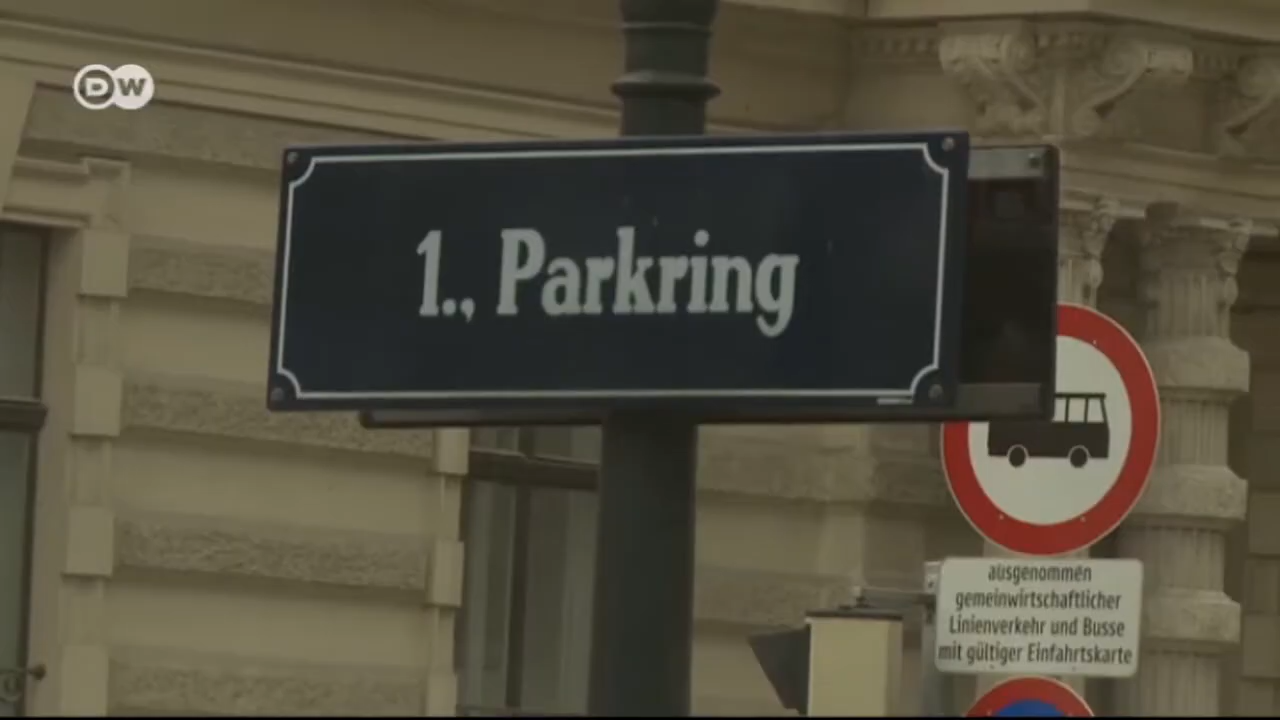 DW
1., Parkring
ausgenommen
gemeinwirtschaftlicher
Linienverkehr und Busse
mit gültiger Einfahrtskarte